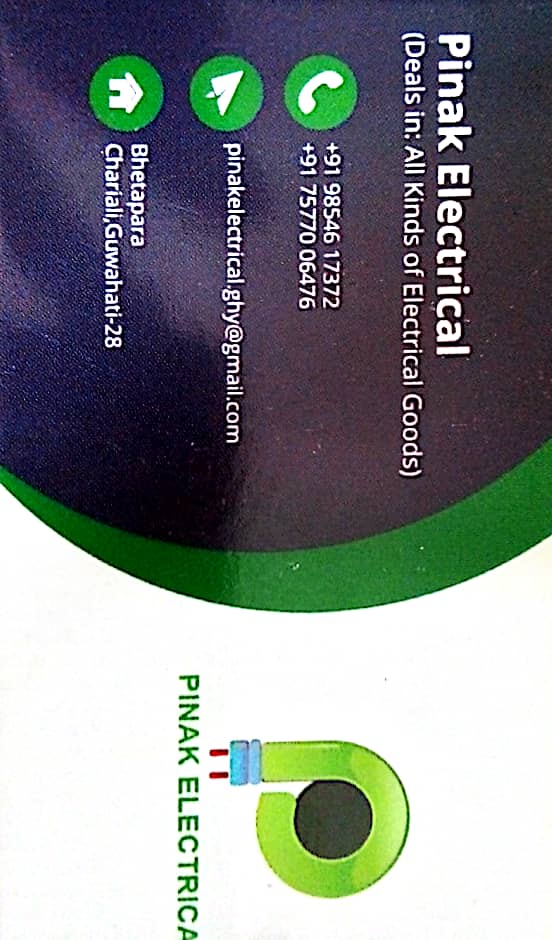 Pinak Electrical
(Deals in: All Kinds of Electrical Goods)
+91 98546 17372
+91 75770 06476
pinakelectrical.ghy@gmail.com
Bhetapara
Chariali,Guwahati-28
PINAK ELECTRICA